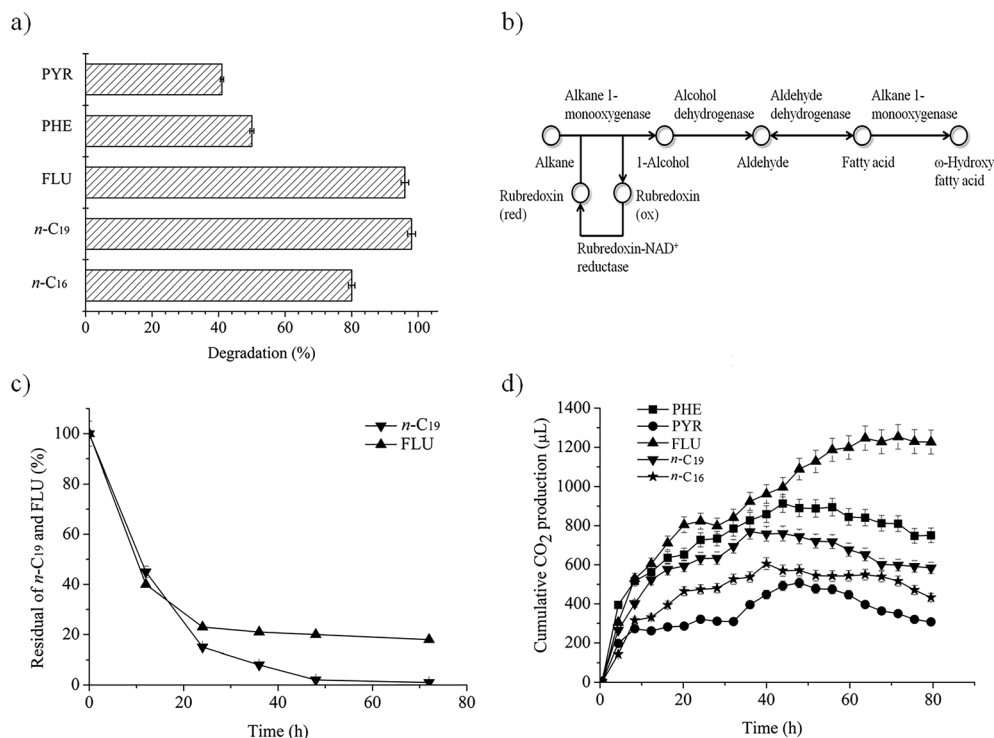 a)
PYR
PHE
FLU
n-C19
n-C16
0 20 40 60 80 100
Degradation (%)
b)
Alkane 1-
monooxygenase
Alcohol
dehydrogenase
Aldehyde
dehydrogenase
Alkane 1-
monooxygenase
Alkane
1-Alcohol
Aldehyde
Fatty acid
ω-Hydroxy
fatty acid
Rubredoxin
(red)
Rubredoxin
(ox)
Rubredoxin-NAD⁺
reductase
c)
n-C19
FLU
100
80
60
40
20
0
0 20 40 60 80
Residual of n-C19 and FLU (%)
Time (h)
d)
PHE
PYR
FLU
n-C19
n-C16
1400
1200
1000
800
600
400
200
0
0 20 40 60 80
Cumulative CO2 production (μL)
Time (h)